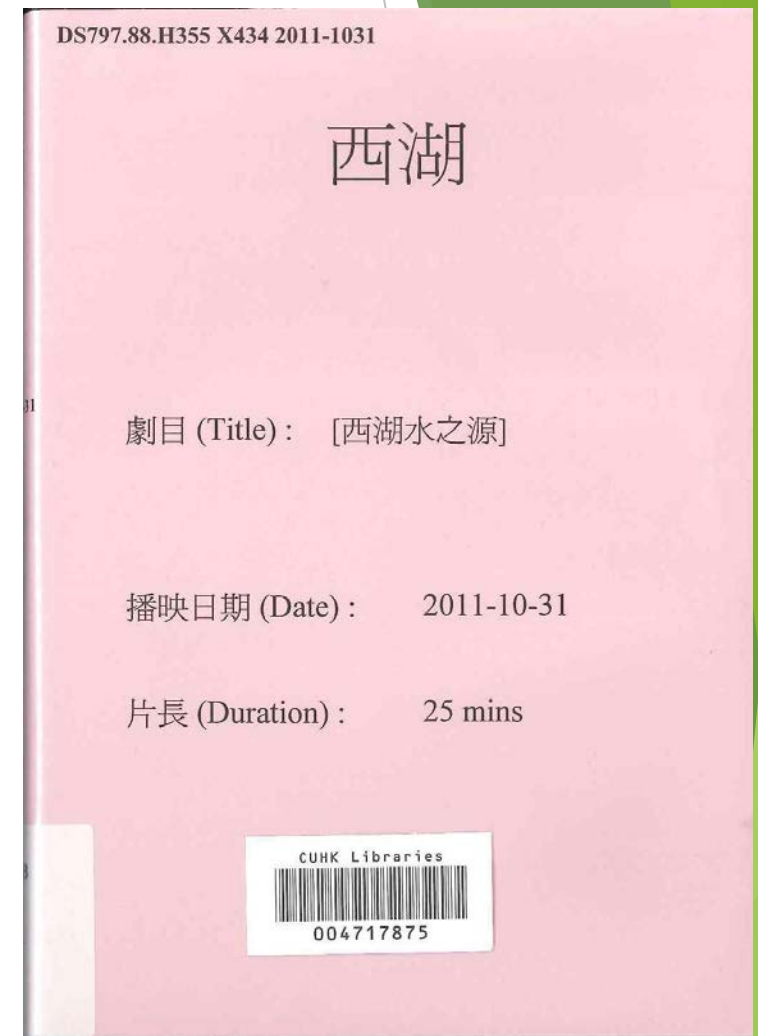 DS797.88.H355 X434 2011-1031
西湖
劇目 (Title) : [西湖水之源]
播映日期 (Date) : 2011-10-31
片長 (Duration) : 25 mins
CUHK Libraries
004717875